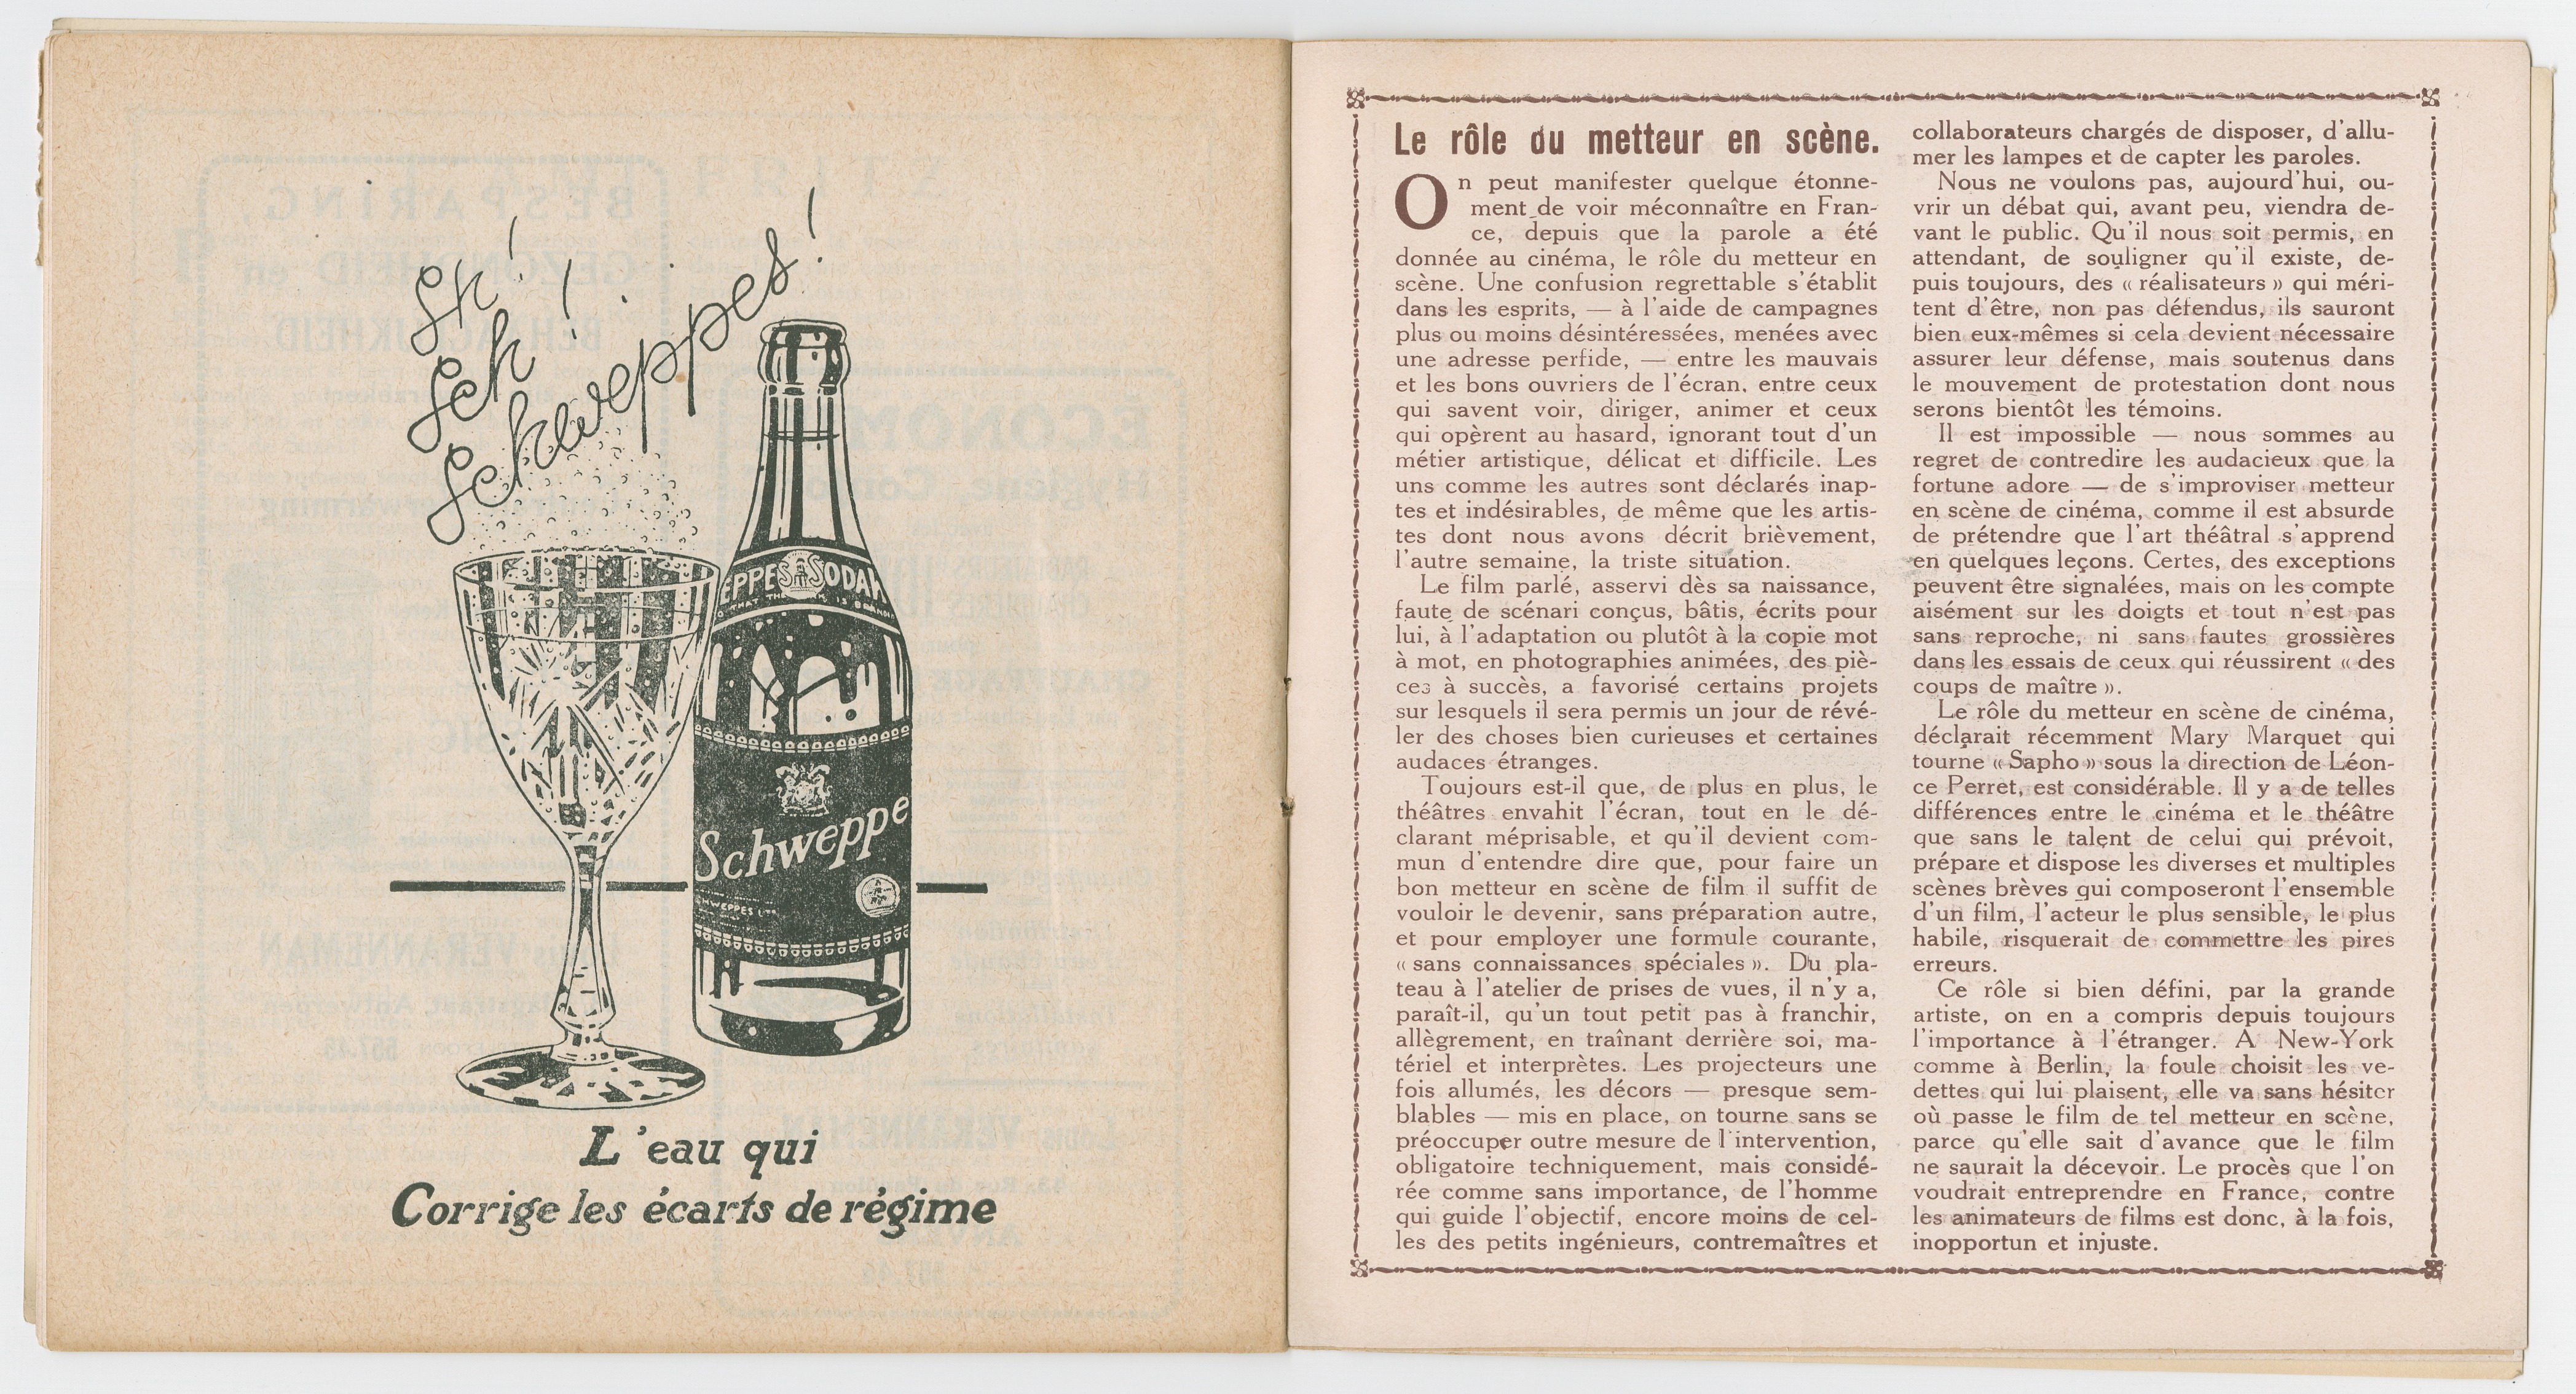 Sh!
Sch!
Schweppes!
EPPES SODA
Schweppe
HWEPPES LTD
L'eau qui
Corrige les écarts de régime
Le rôle du metteur en scène.
On peut manifester quelque étonne-
ment de voir méconnaître en Fran-
ce, depuis que la parole a été
donnée au cinéma, le rôle du metteur en
scène. Une confusion regrettable s'établit
dans les esprits, — à l'aide de campagnes
plus ou moins désintéressées, menées avec
une adresse perfide, — entre les mauvais
et les bons ouvriers de l'écran, entre ceux
qui savent voir, diriger, animer et ceux
qui opèrent au hasard, ignorant tout d'un
métier artistique, délicat et difficile. Les
uns comme les autres sont déclarés inap-
tes et indésirables, de même que les artis-
tes dont nous avons décrit brièvement,
l'autre semaine, la triste situation.
Le film parlé, asservi dès sa naissance,
faute de scénari conçus, bâtis, écrits pour
lui, à l'adaptation ou plutôt à la copie mot
à mot, en photographies animées, des piè-
ces à succès, a favorisé certains projets
sur lesquels il sera permis un jour de révé-
ler des choses bien curieuses et certaines
audaces étranges.
Toujours est-il que, de plus en plus, le
théâtres envahit l'écran, tout en le dé-
clarant méprisable, et qu'il devient com-
mun d'entendre dire que, pour faire un
bon metteur en scène de film il suffit de
vouloir le devenir, sans préparation autre,
et pour employer une formule courante,
« sans connaissances spéciales ». Du pla-
teau à l'atelier de prises de vues, il n'y a,
paraît-il, qu'un tout petit pas à franchir,
allègrement, en traînant derrière soi, ma-
tériel et interprètes. Les projecteurs une
fois allumés, les décors — presque sem-
blables — mis en place, on tourne sans se
préoccuper outre mesure de l'intervention,
obligatoire techniquement, mais considé-
rée comme sans importance, de l'homme
qui guide l'objectif, encore moins de cel-
les des petits ingénieurs, contremaîtres et
collaborateurs chargés de disposer, d'allu-
mer les lampes et de capter les paroles.
Nous ne voulons pas, aujourd'hui, ou-
vrir un débat qui, avant peu, viendra de-
vant le public. Qu'il nous soit permis, en
attendant, de souligner qu'il existe, de-
puis toujours, des « réalisateurs » qui méri-
tent d'être, non pas défendus, ils sauront
bien eux-mêmes si cela devient nécessaire
assurer leur défense, mais soutenus dans
le mouvement de protestation dont nous
serons bientôt les témoins.
Il est impossible — nous sommes au
regret de contredire les audacieux que la
fortune adore — de s'improviser metteur
en scène de cinéma, comme il est absurde
de prétendre que l'art théâtral s'apprend
en quelques leçons. Certes, des exceptions
peuvent être signalées, mais on les compte
aisément sur les doigts et tout n'est pas
sans reproche, ni sans fautes grossières
dans les essais de ceux qui réussirent « des
coups de maître ».
Le rôle du metteur en scène de cinéma,
déclarait récemment Mary Marquet qui
tourne « Sapho » sous la direction de Léon-
ce Perret, est considérable. Il y a de telles
différences entre le cinéma et le théâtre
que sans le talent de celui qui prévoit,
prépare et dispose les diverses et multiples
scènes brèves qui composeront l'ensemble
d'un film, l'acteur le plus sensible, le plus
habile, risquerait de commettre les pires
erreurs.
Ce rôle si bien défini, par la grande
artiste, on en a compris depuis toujours
l'importance à l'étranger. A New-York
comme à Berlin, la foule choisit les ve-
dettes qui lui plaisent, elle va sans hésiter
où passe le film de tel metteur en scène,
parce qu'elle sait d'avance que le film
ne saurait la décevoir. Le procès que l'on
voudrait entreprendre en France, contre
les animateurs de films est donc, à la fois,
inopportun et injuste.